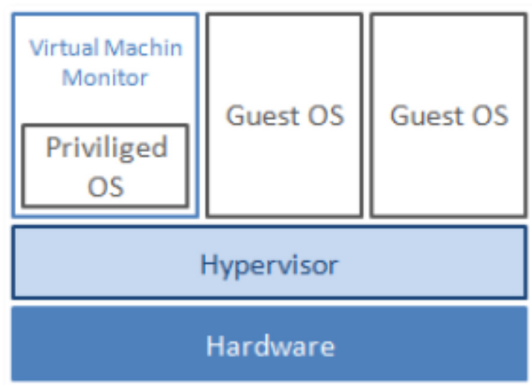 Virtual Machin
Monitor
Priviliged
OS
Guest OS
Guest OS
Hypervisor
Hardware